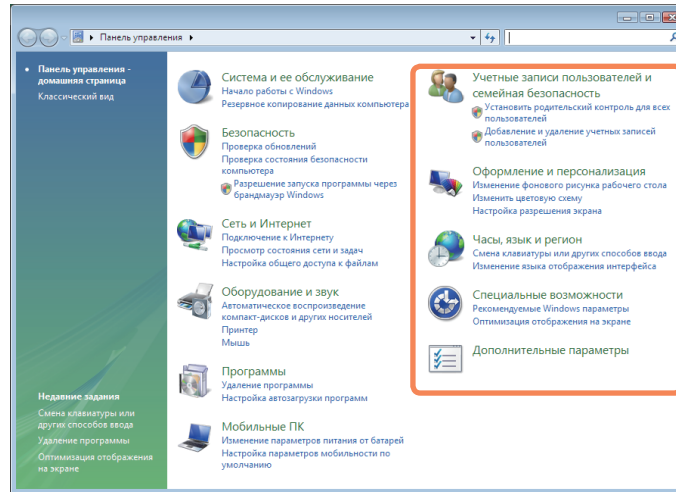 Панель управления
Панель управления -
домашняя страница
Классический вид
Система и ее обслуживание
Начало работы с Windows
Резервное копирование данных компьютера
Безопасность
Проверка обновлений
Проверка состояния безопасности
компьютера
Разрешение запуска программы через
брандмауэр Windows
Сеть и Интернет
Подключение к Интернету
Просмотр состояния сети и задач
Настройка общего доступа к файлам
Оборудование и звук
Автоматическое воспроизведение
компакт-дисков и других носителей
Принтер
Мышь
Программы
Удаление программы
Настройка автозагрузки программ
Мобильные ПК
Изменение параметров питания от батарей
Настройка параметров мобильности по
умолчанию
Учетные записи пользователей и
семейная безопасность
Установить родительский контроль для всех
пользователей
Добавление и удаление учетных записей
пользователей
Оформление и персонализация
Изменение фонового рисунка рабочего стола
Изменить цветовую схему
Настройка разрешения экрана
Часы, язык и регион
Смена клавиатуры или других способов ввода
Изменение языка отображения интерфейса
Специальные возможности
Рекомендуемые Windows параметры
Оптимизация отображения на экране
Дополнительные параметры
Недавние задания
Смена клавиатуры или
других способов ввода
Удаление программы
Оптимизация отображения
на экране